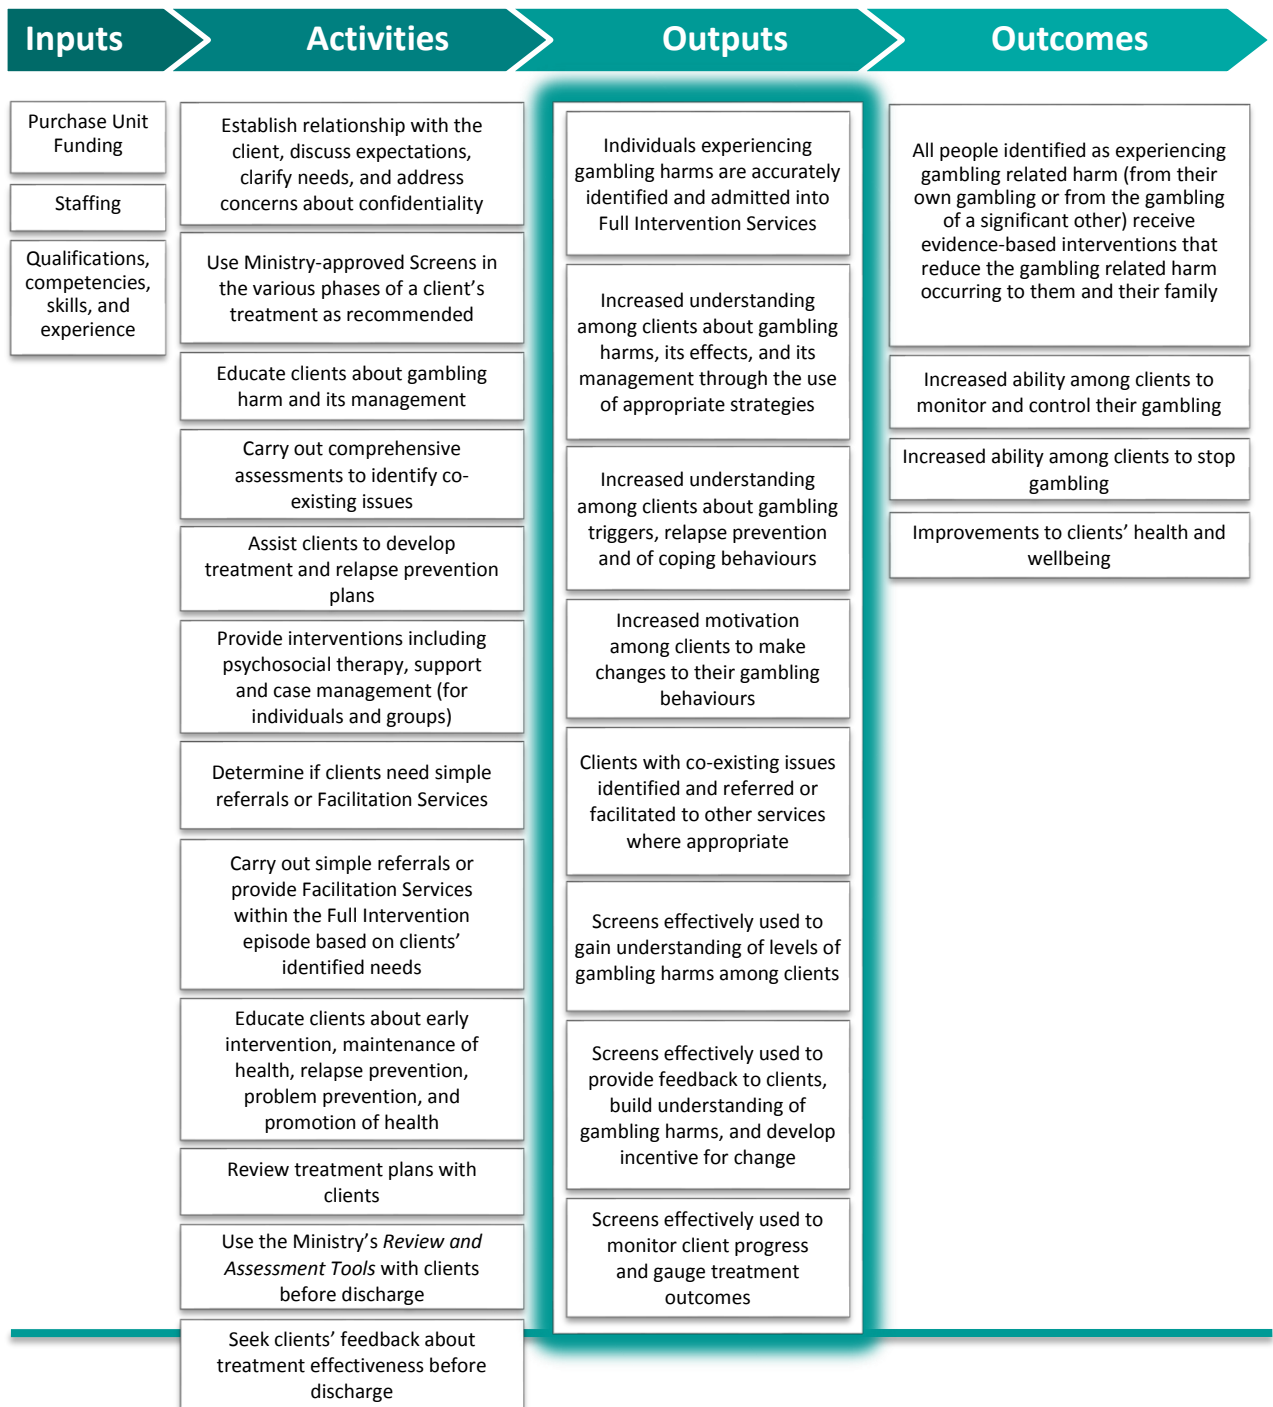 Inputs
Activities
Outputs
Outcomes
Purchase Unit
Funding
Staffing
Qualifications,
competencies,
skills, and
experience
Establish relationship with the
client, discuss expectations,
clarify needs, and address
concerns about confidentiality
Use Ministry-approved Screens in
the various phases of a client’s
treatment as recommended
Educate clients about gambling
harm and its management
Carry out comprehensive
assessments to identify co-
existing issues
Assist clients to develop
treatment and relapse prevention
plans
Provide interventions including
psychosocial therapy, support
and case management (for
individuals and groups)
Determine if clients need simple
referrals or Facilitation Services
Carry out simple referrals or
provide Facilitation Services
within the Full Intervention
episode based on clients’
identified needs
Educate clients about early
intervention, maintenance of
health, relapse prevention,
problem prevention, and
promotion of health
Review treatment plans with
clients
Use the Ministry’s Review and
Assessment Tools with clients
before discharge
Seek clients’ feedback about
treatment effectiveness before
discharge
Individuals experiencing
gambling harms are accurately
identified and admitted into
Full Intervention Services
Increased understanding
among clients about gambling
harms, its effects, and its
management through the use
of appropriate strategies
Increased understanding
among clients about gambling
triggers, relapse prevention
and of coping behaviours
Increased motivation
among clients to make
changes to their gambling
behaviours
Clients with co-existing issues
identified and referred or
facilitated to other services
where appropriate
Screens effectively used to
gain understanding of levels of
gambling harms among clients
Screens effectively used to
provide feedback to clients,
build understanding of
gambling harms, and develop
incentive for change
Screens effectively used to
monitor client progress
and gauge treatment
outcomes
All people identified as experiencing
gambling related harm (from their
own gambling or from the gambling
of a significant other) receive
evidence-based interventions that
reduce the gambling related harm
occurring to them and their family
Increased ability among clients to
monitor and control their gambling
Increased ability among clients to stop
gambling
Improvements to clients’ health and
wellbeing